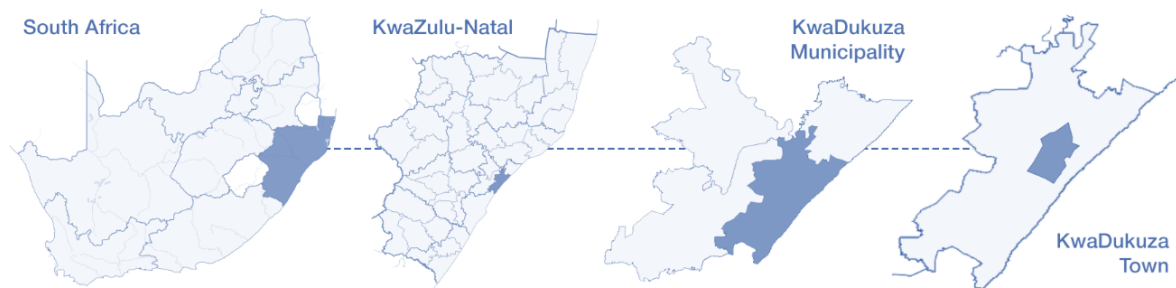 South Africa
KwaZulu-Natal
KwaDukuza
Municipality
KwaDukuza
Town